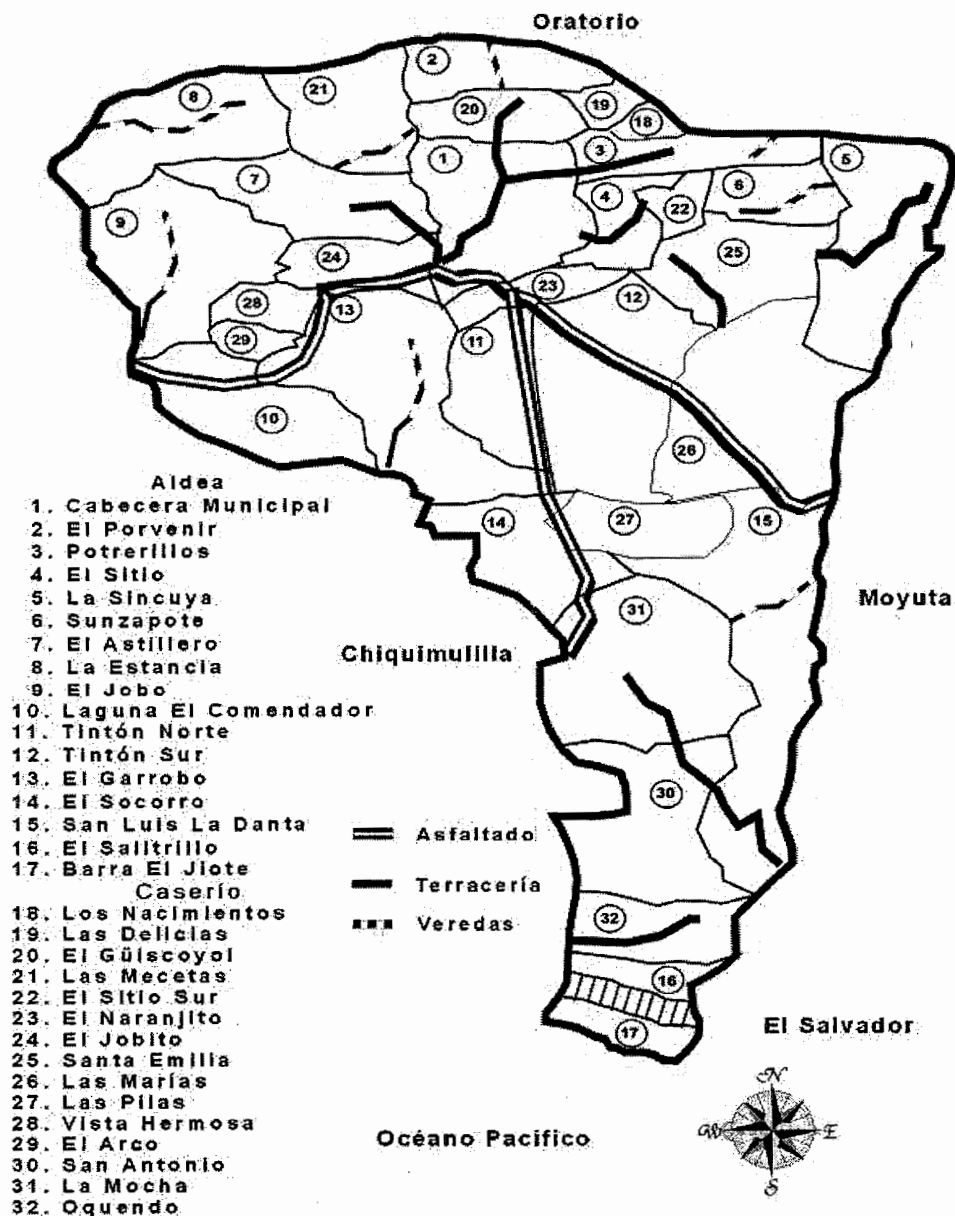 Oratorio
2
8
21
20
19
18
1
3
5
7
4
6
22
9
24
25
23
28
13
12
29
11
10
26
14
27
15
31
Moyuta
Chiquimulilla
30
32
16
17
El Salvador
Océano Pacifico
N
W
E
S
Aldea
1. Cabecera Municipal
2. El Porvenir
3. Potrerillos
4. El Sitio
5. La Sincuya
6. Sunzapote
7. El Astillero
8. La Estancia
9. El Jobo
10. Laguna El Comendador
11. Tintón Norte
12. Tintón Sur
13. El Garrobo
14. El Socorro
15. San Luis La Danta
16. El Salitrillo
17. Barra El Jiote
Caserío
18. Los Nacimientos
19. Las Delicias
20. El Güiscoyol
21. Las Mecetas
22. El Sitio Sur
23. El Naranjito
24. El Jobito
25. Santa Emilia
26. Las Marías
27. Las Pilas
28. Vista Hermosa
29. El Arco
30. San Antonio
31. La Mocha
32. Oquendo
Asfaltado
Terracería
Veredas